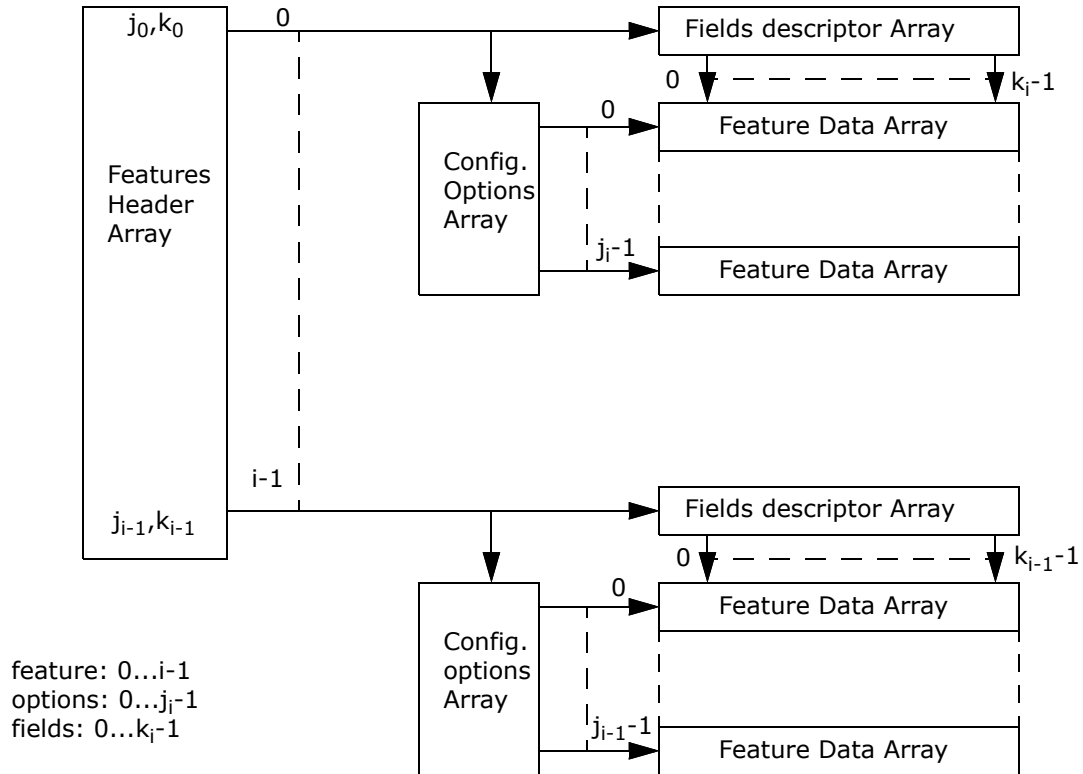 j0,k0
0
Fields descriptor Array
0
ki-1
Features
Header
Array
Config.
Options
Array
0
Feature Data Array
ji-1
Feature Data Array
i-1
ji-1,ki-1
Fields descriptor Array
0
ki-1-1
Config.
options
Array
0
Feature Data Array
ji-1-1
Feature Data Array
feature: 0...i-1
options: 0...ji-1
fields: 0...ki-1